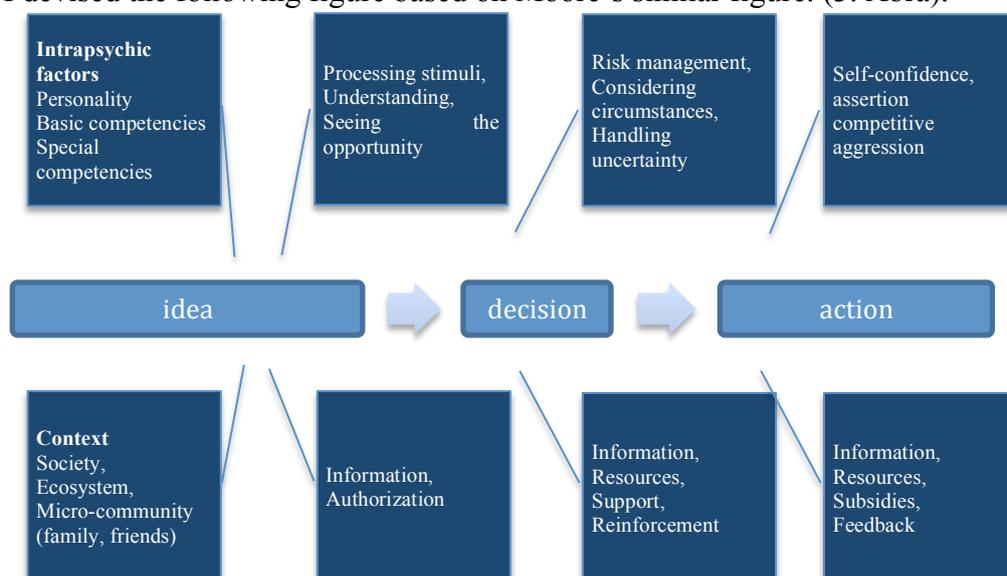 I devised the following figure based on Moore's similar figure. (5. Ábra).
Intrapsychic
factors
Personality
Basic competencies
Special
competencies
Processing stimuli,
Understanding,
Seeing the
opportunity
Risk management,
Considering
circumstances,
Handling
uncertainty
Self-confidence,
assertion
competitive
aggression
idea
decision
action
Context
Society,
Ecosystem,
Micro-community
(family, friends)
Information,
Authorization
Information,
Resources,
Support,
Reinforcement
Information,
Resources,
Subsidies,
Feedback